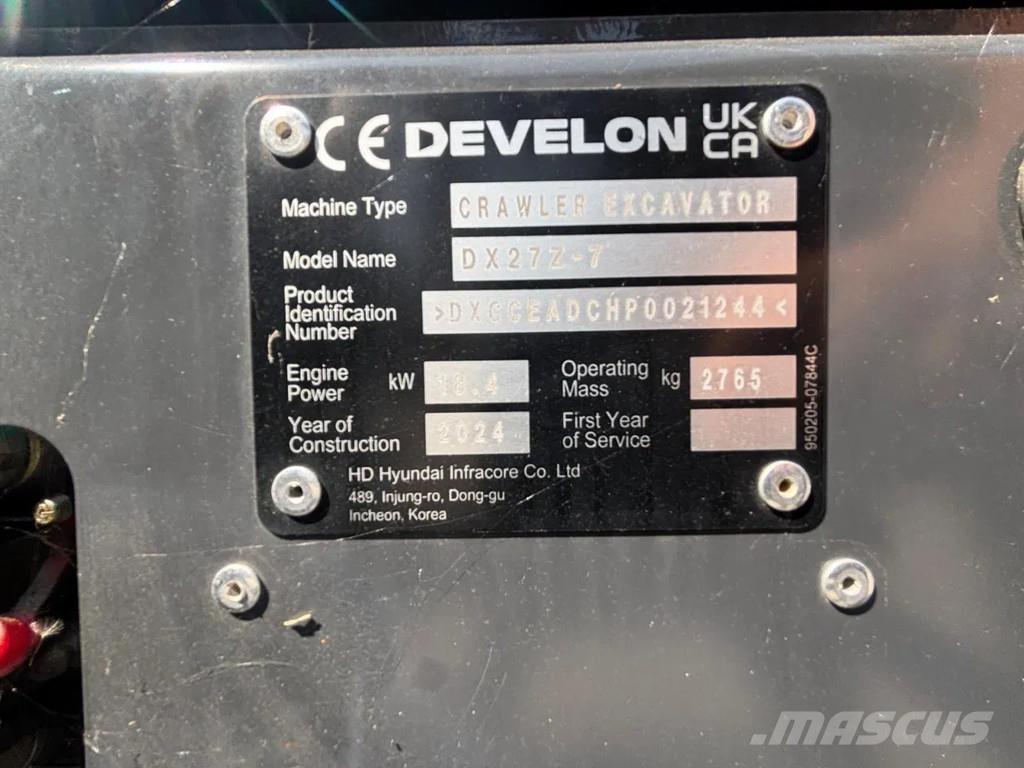 CE DEVELON UK CA
Machine Type CRAWLER EXCAVATOR
Model Name DX27Z-7
Product
Identification
Number >DXCCEADCHP0021244<
Engine
Power kW 18.4
Operating
Mass kg 2765
Year of
Construction 2024
First Year
of Service
950205-07844C
HD Hyundai Infracore Co. Ltd
489, Injung-ro, Dong-gu
Incheon, Korea
MASCUS